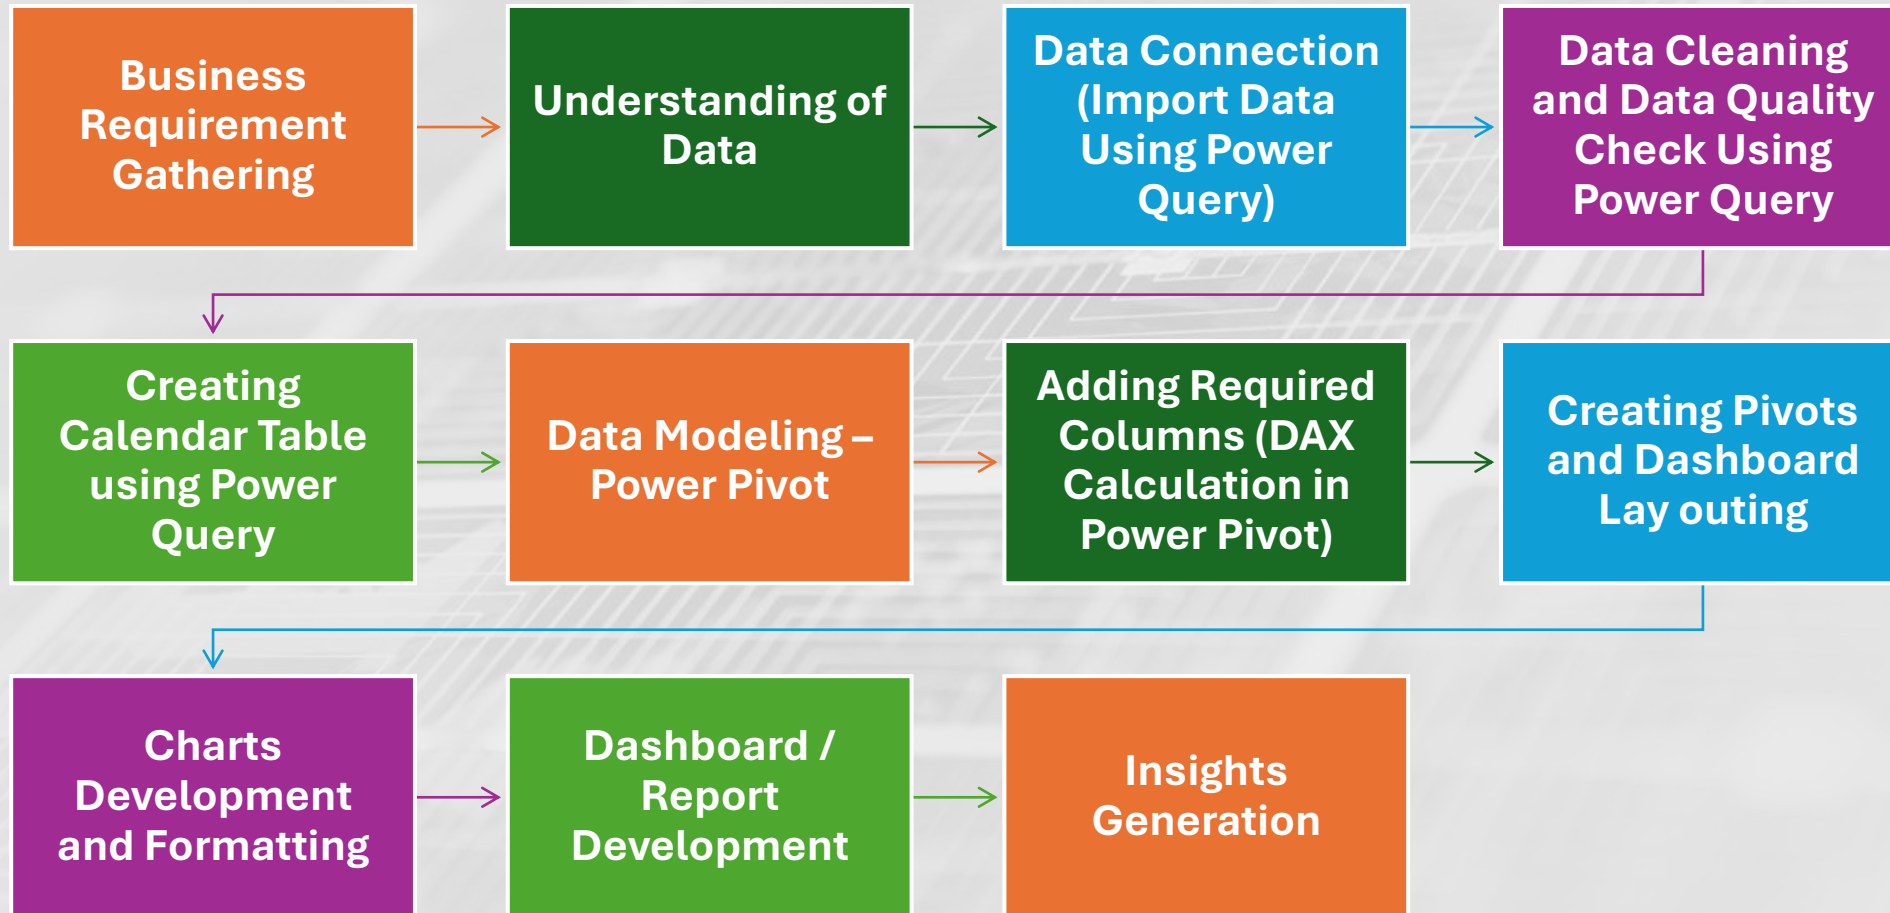 Business
Requirement
Gathering
Understanding of
Data
Data Connection
(Import Data
Using Power
Query)
Data Cleaning
and Data Quality
Check Using
Power Query
Creating
Calendar Table
using Power
Query
Data Modeling –
Power Pivot
Adding Required
Columns (DAX
Calculation in
Power Pivot)
Creating Pivots
and Dashboard
Lay outing
Charts
Development
and Formatting
Dashboard /
Report
Development
Insights
Generation